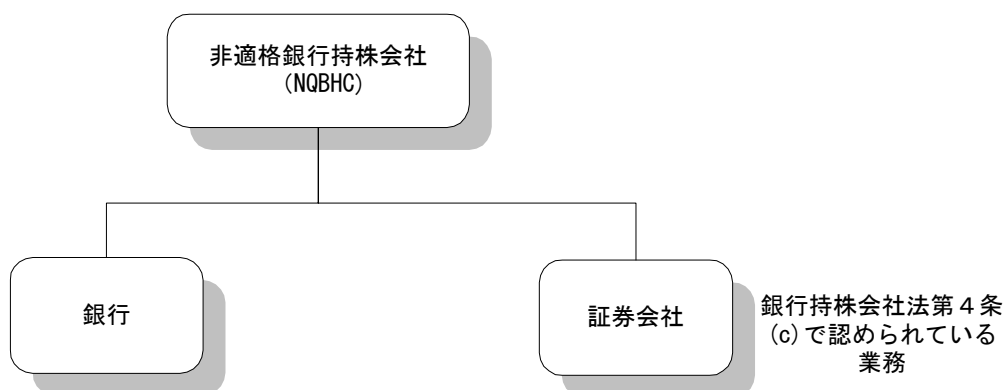 非適格銀行持株会社
(NQBHC)
銀行
証券会社
銀行持株会社法第４条
(c)で認められている
業務